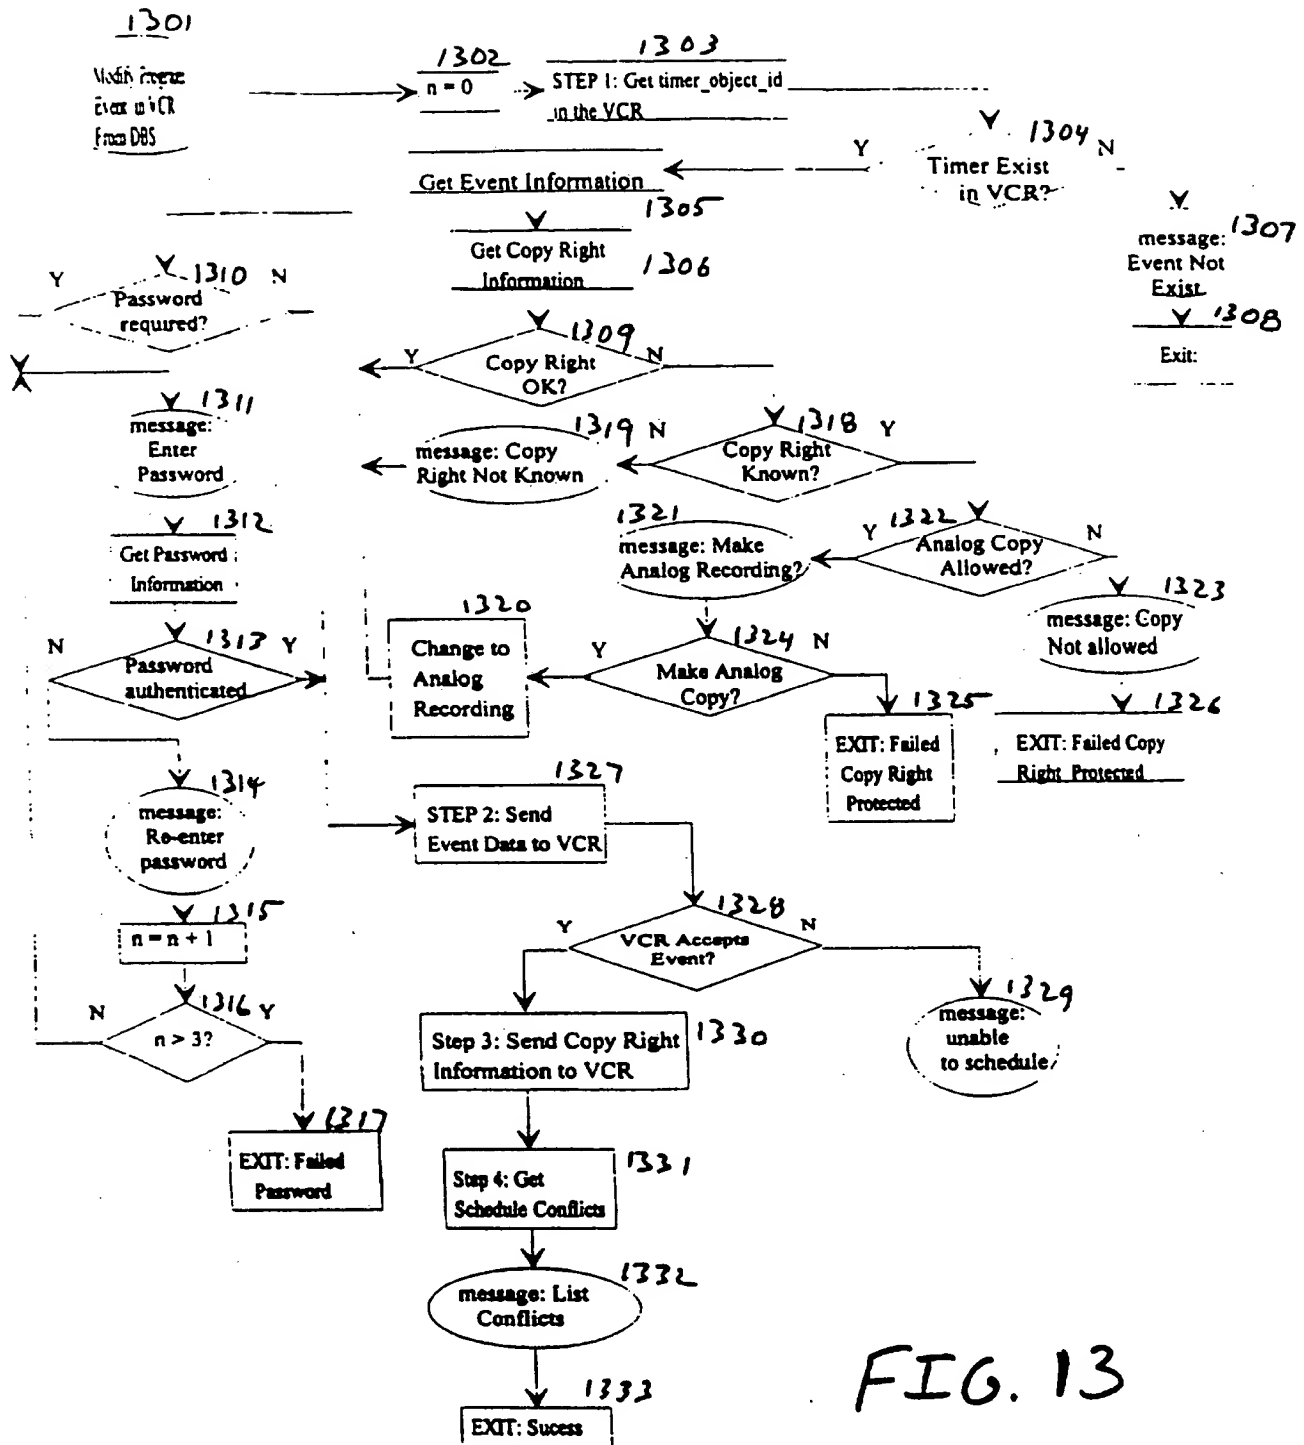 1301
Modify
Event in VCR
From DBS
1302
n = 0
1303
STEP 1: Get timer_object_id
in the VCR
1304
Y
N
Timer Exist
in VCR?
Get Event Information
1305
1307
message:
Event Not
Exist
1308
Exit:
Get Copy Right
Information
1306
1310
Y
N
Password
required?
1309
Y
N
Copy Right
OK?
1311
message:
Enter
Password
1319
message: Copy
Right Not Known
1318
N
Y
Copy Right
Known?
1312
Get Password
Information
1321
message: Make
Analog Recording?
1322
Y
N
Analog Copy
Allowed?
1323
message: Copy
Not allowed
1313
N
Y
Password
authenticated
1320
Change to
Analog
Recording
1324
Y
N
Make Analog
Copy?
1325
EXIT: Failed
Copy Right
Protected
1326
EXIT: Failed Copy
Right Protected
1314
message:
Re-enter
password
1327
STEP 2: Send
Event Data to VCR
1315
n = n + 1
1328
Y
N
VCR Accepts
Event?
1316
N
Y
n > 3?
1329
message:
unable
to schedule
Step 3: Send Copy Right
Information to VCR
1330
1317
EXIT: Failed
Password
1331
Step 4: Get
Schedule Conflicts
1332
message: List
Conflicts
1333
EXIT: Sucess
FIG. 13